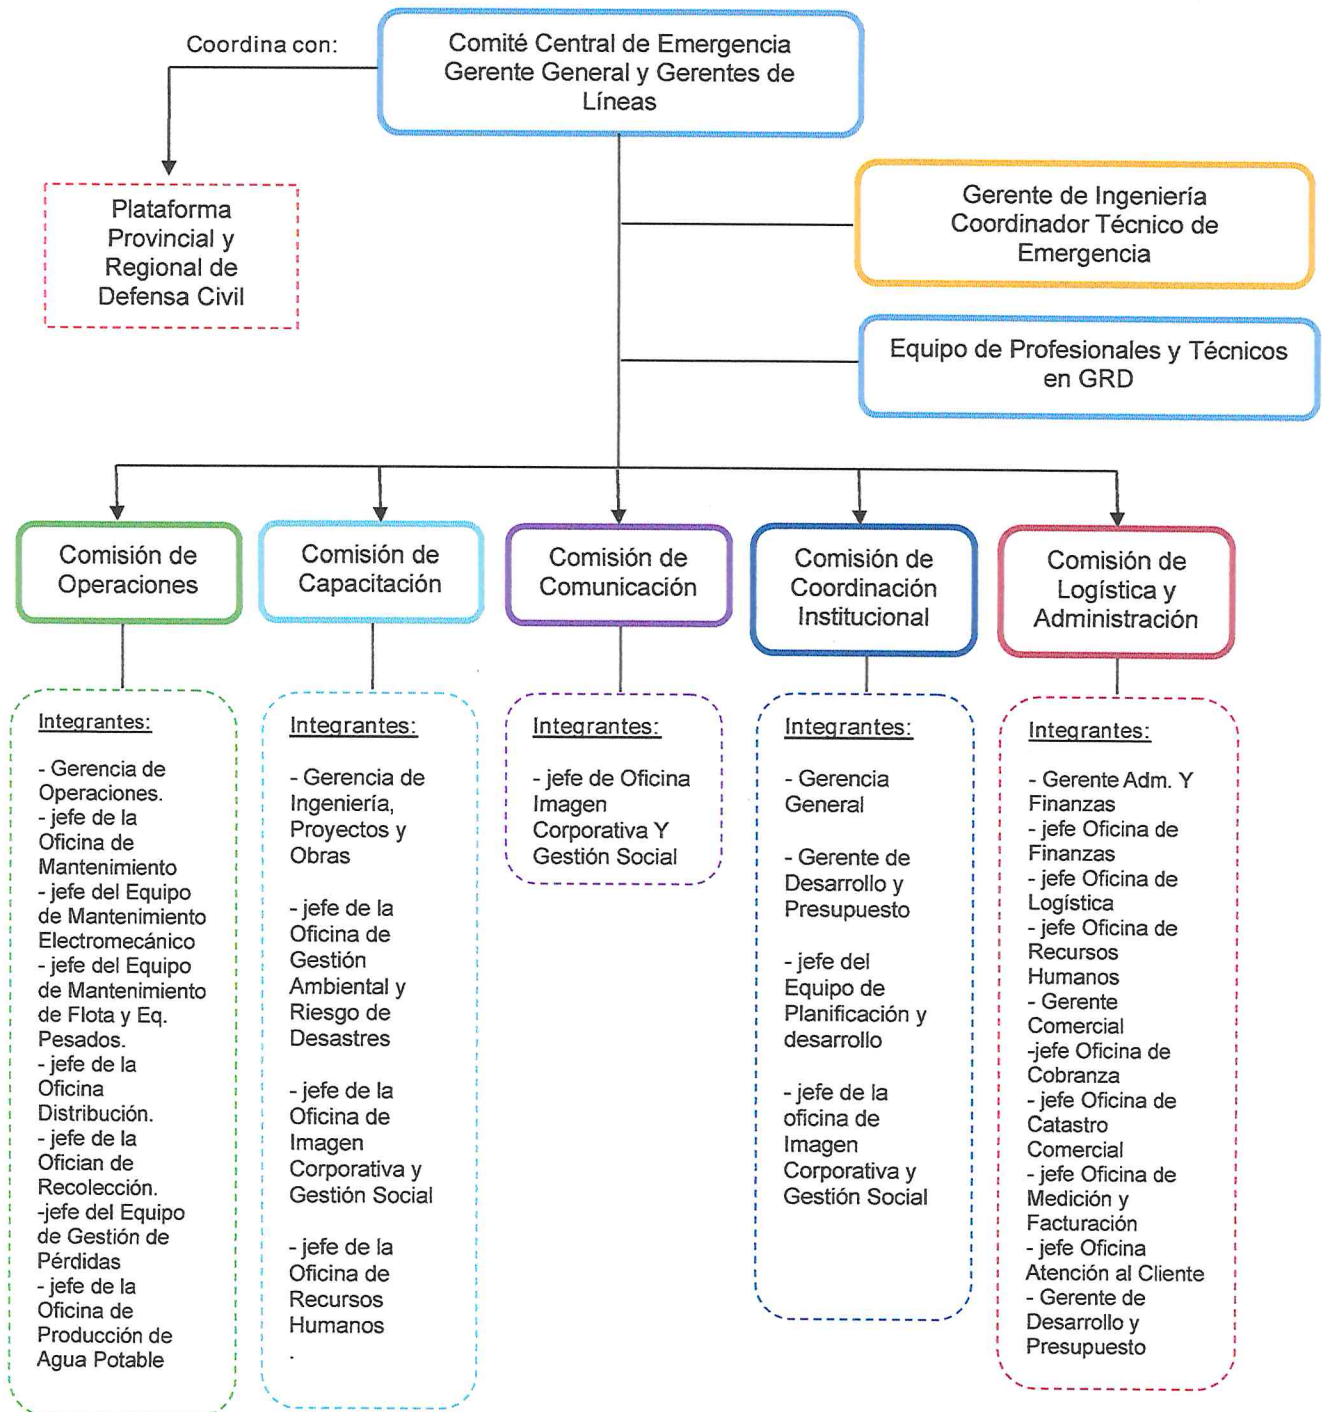 Coordina con:
Comité Central de Emergencia
Gerente General y Gerentes de
Líneas
Plataforma
Provincial y
Regional de
Defensa Civil
Gerente de Ingeniería
Coordinador Técnico de
Emergencia
Equipo de Profesionales y Técnicos
en GRD
Comisión de
Operaciones
Comisión de
Capacitación
Comisión de
Comunicación
Comisión de
Coordinación
Institucional
Comisión de
Logística y
Administración
Integrantes:
- Gerencia de
Operaciones.
- jefe de la
Oficina de
Mantenimiento
- jefe del Equipo
de Mantenimiento
Electromecánico
- jefe del Equipo
de Mantenimiento
de Flota y Eq.
Pesados.
- jefe de la
Oficina
Distribución.
- jefe de la
Ofician de
Recolección.
-jefe del Equipo
de Gestión de
Pérdidas
- jefe de la
Oficina de
Producción de
Agua Potable
Integrantes:
- Gerencia de
Ingeniería,
Proyectos y
Obras
- jefe de la
Oficina de
Gestión
Ambiental y
Riesgo de
Desastres
- jefe de la
Oficina de
Imagen
Corporativa y
Gestión Social
- jefe de la
Oficina de
Recursos
Humanos
.
Integrantes:
- jefe de Oficina
Imagen
Corporativa Y
Gestión Social
Integrantes:
- Gerencia
General
- Gerente de
Desarrollo y
Presupuesto
- jefe del
Equipo de
Planificación y
desarrollo
- jefe de la
oficina de
Imagen
Corporativa y
Gestión Social
Integrantes:
- Gerente Adm. Y
Finanzas
- jefe Oficina de
Finanzas
- jefe Oficina de
Logística
- jefe Oficina de
Recursos
Humanos
- Gerente
Comercial
-jefe Oficina de
Cobranza
- jefe Oficina de
Catastro
Comercial
- jefe Oficina de
Medición y
Facturación
- jefe Oficina
Atención al Cliente
- Gerente de
Desarrollo y
Presupuesto